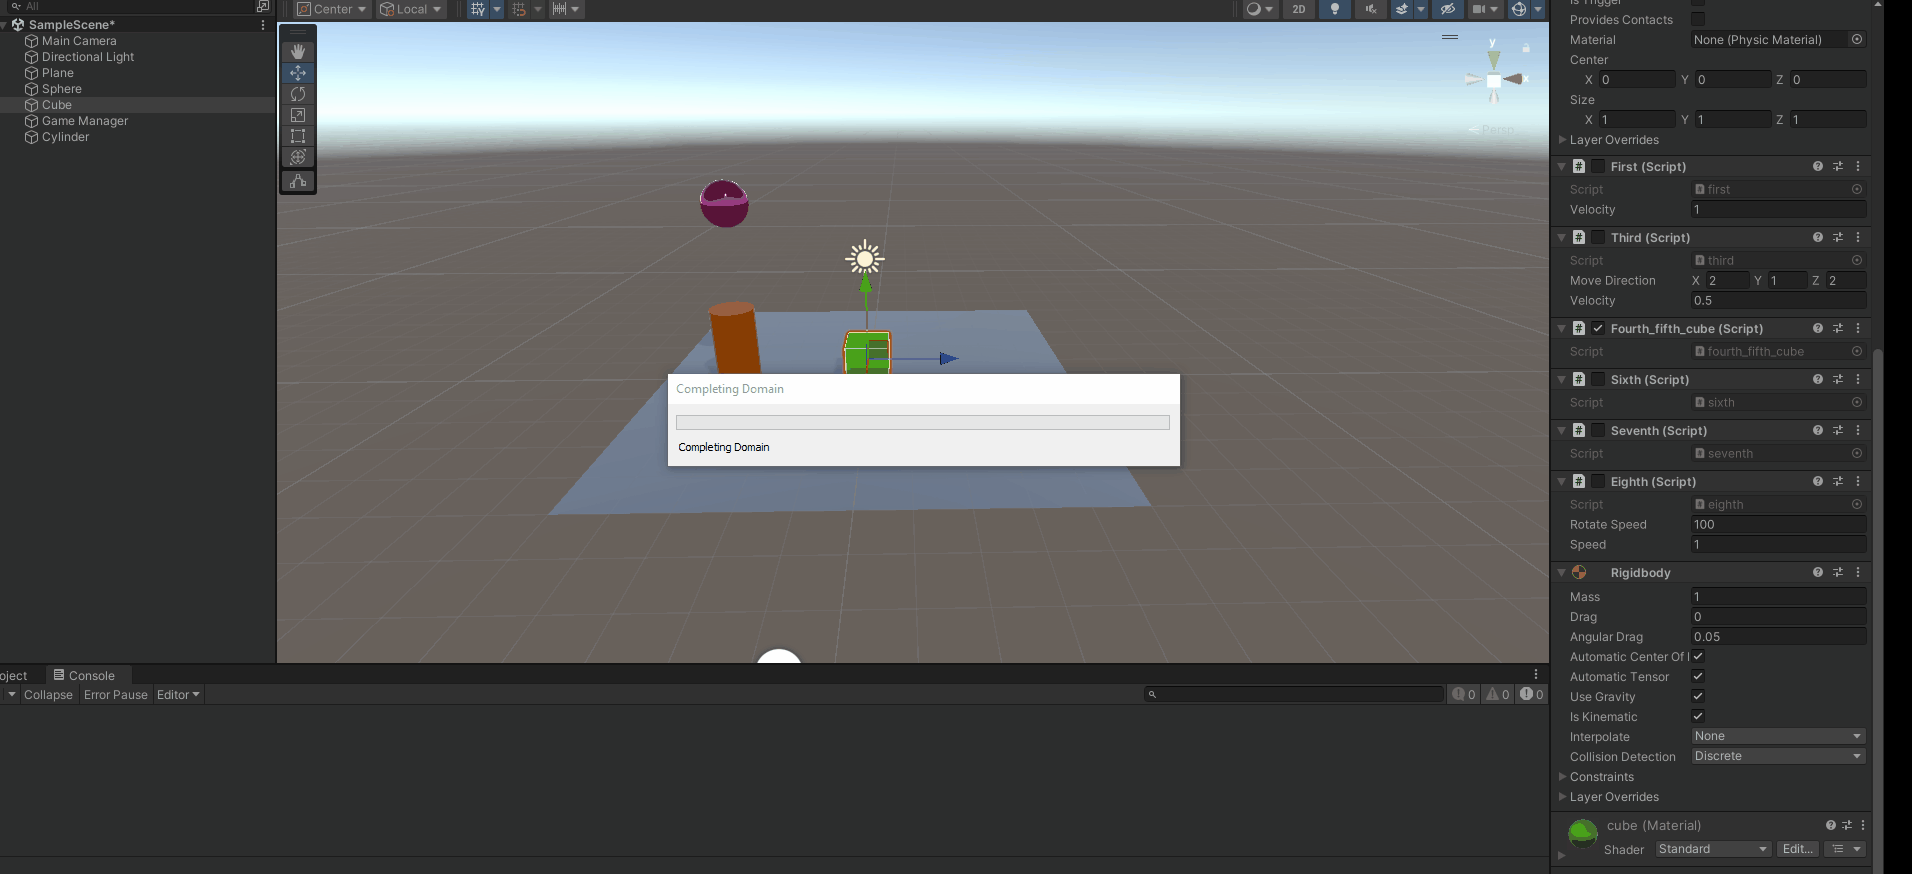 All
SampleScene*
Main Camera
Directional Light
Plane
Sphere
Cube
Game Manager
Cylinder
Center
Local
2D
y
x
Persp
Completing Domain
Completing Domain
Is Trigger
Provides Contacts
Material None (Physic Material)
Center
X 0 Y 0 Z 0
Size
X 1 Y 1 Z 1
Layer Overrides
# First (Script)
Script first
Velocity 1
# Third (Script)
Script third
Move Direction X 2 Y 1 Z 2
Velocity 0.5
# Fourth_fifth_cube (Script)
Script fourth_fifth_cube
# Sixth (Script)
Script sixth
# Seventh (Script)
Script seventh
# Eighth (Script)
Script eighth
Rotate Speed 100
Speed 1
Rigidbody
Mass 1
Drag 0
Angular Drag 0.05
Automatic Center Of
Automatic Tensor
Use Gravity
Is Kinematic
Interpolate None
Collision Detection Discrete
Constraints
Layer Overrides
cube (Material)
Shader Standard Edit...
oject Console
Collapse Error Pause Editor 0 0 0